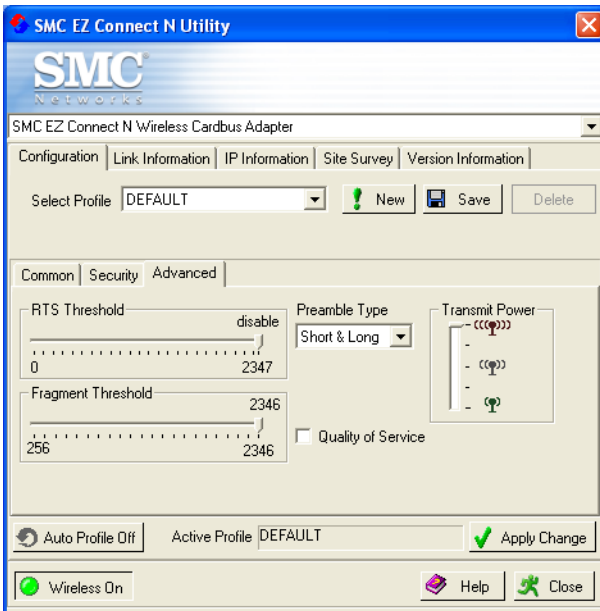 SMC EZ Connect N Utility
SMC
Networks
SMC EZ Connect N Wireless Cardbus Adapter
Configuration Link Information IP Information Site Survey Version Information
Select Profile DEFAULT New Save Delete
Common Security Advanced
RTS Threshold
disable
0 2347
Fragment Threshold
2346
256 2346
Preamble Type
Short & Long
Quality of Service
Transmit Power
Auto Profile Off Active Profile DEFAULT Apply Change
Wireless On Help Close